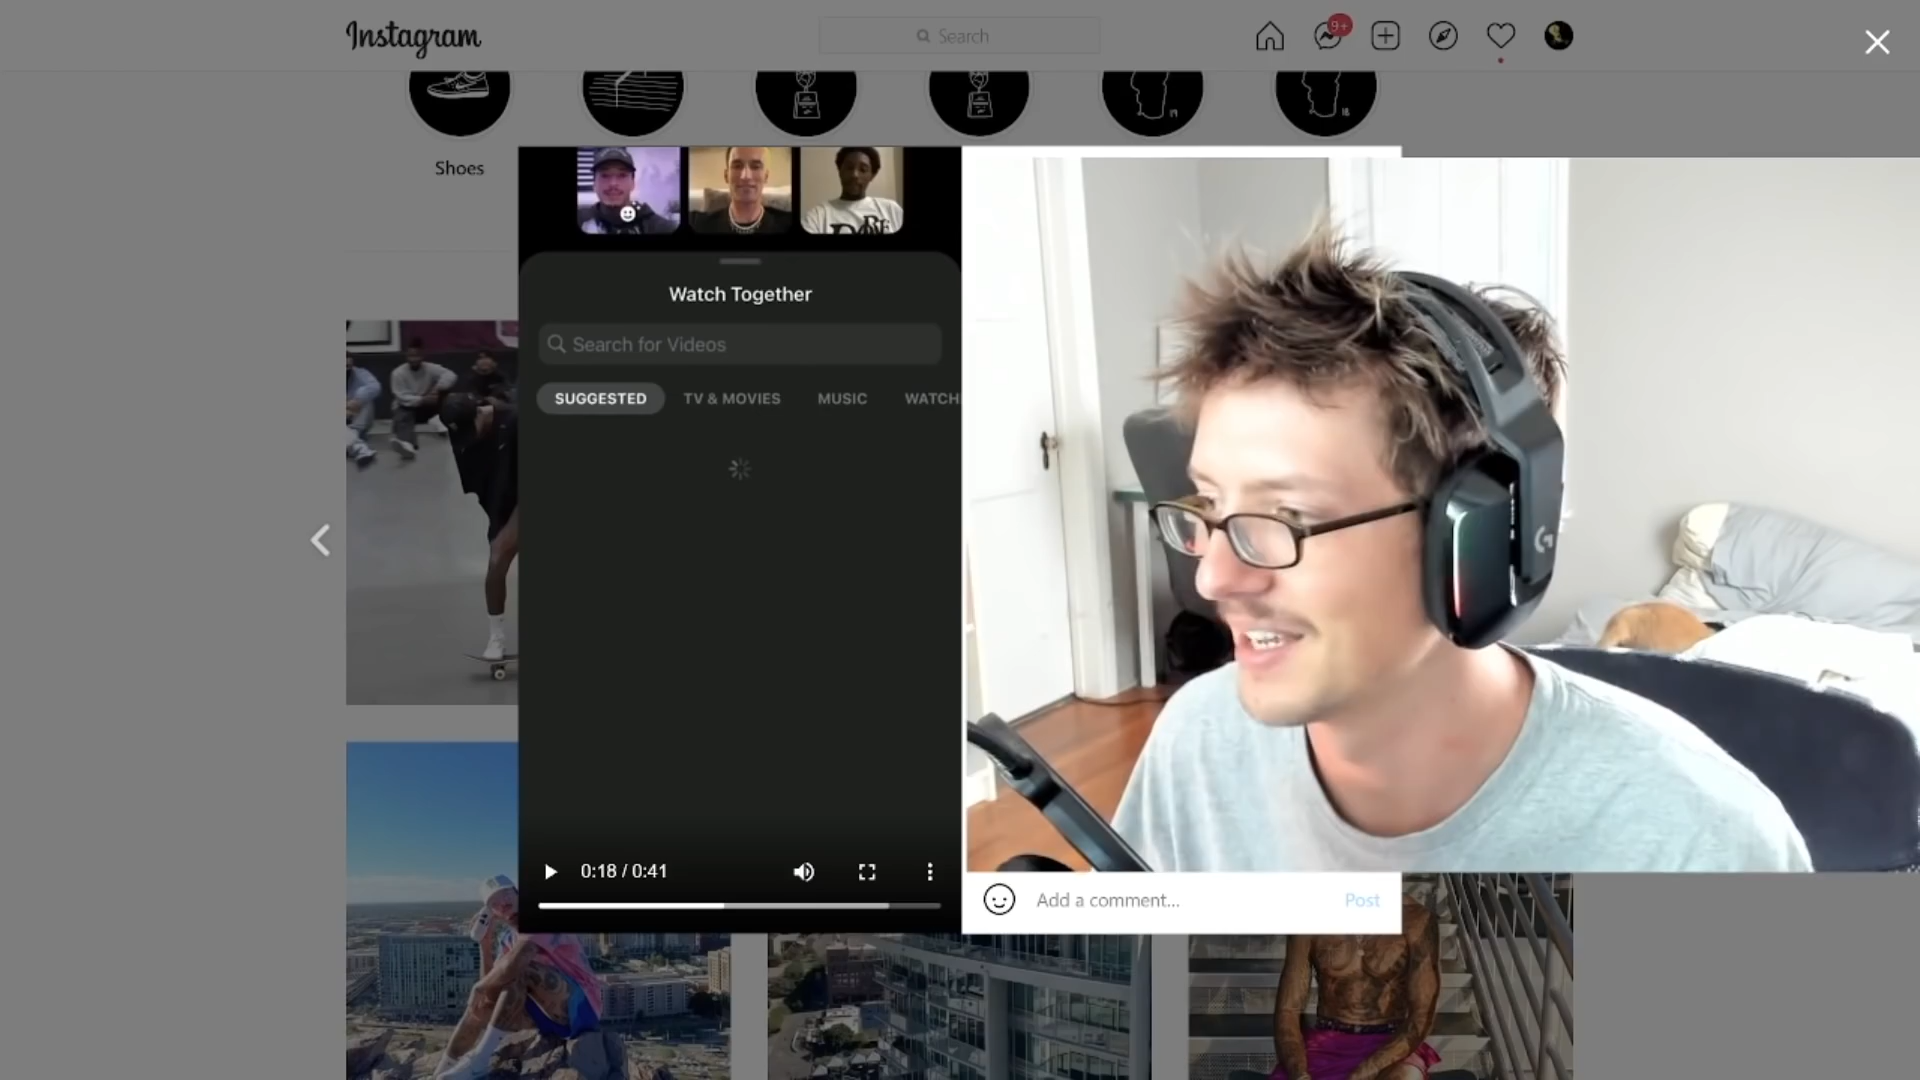 Instagram
Search
9+
Shoes
Watch Together
Search for Videos
SUGGESTED
TV & MOVIES
MUSIC
WATCH
0:18 / 0:41
Add a comment...
Post